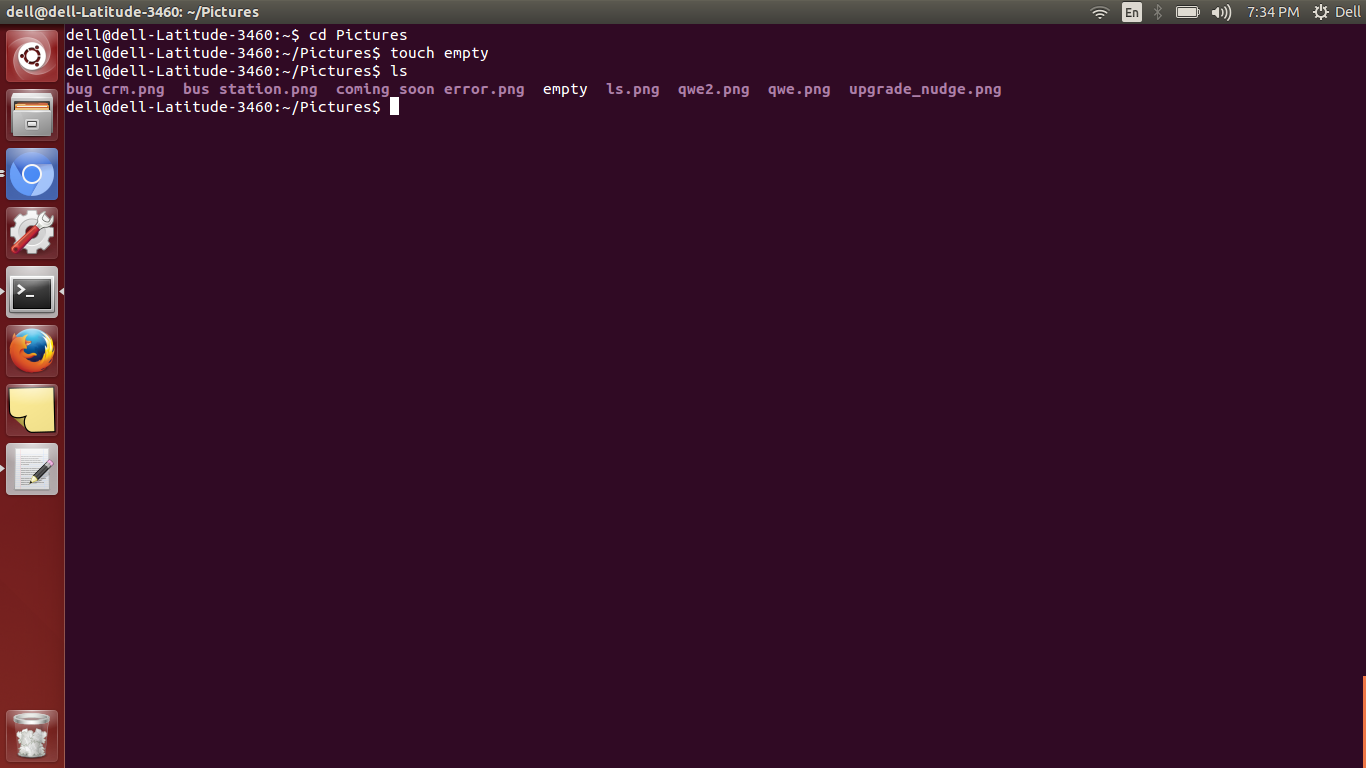 dell@dell-Latitude-3460: ~/Pictures En 7:34 PM Dell
dell@dell-Latitude-3460:~$ cd Pictures
dell@dell-Latitude-3460:~/Pictures$ touch empty
dell@dell-Latitude-3460:~/Pictures$ ls
bug crm.png  bus station.png  coming soon error.png  empty  ls.png  qwe2.png  qwe.png  upgrade_nudge.png
dell@dell-Latitude-3460:~/Pictures$